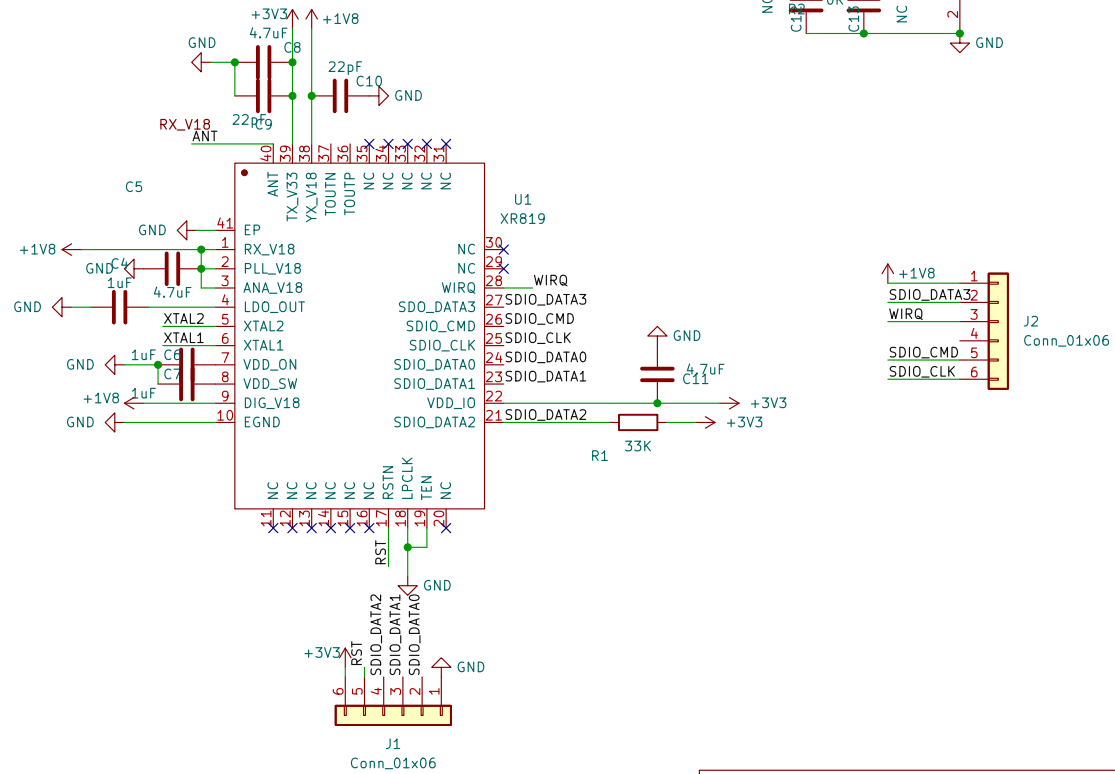 +3V3
+1V8
4.7uF
C8
GND
22pF
C10
GND
22pF
C9
RX_V18
ANT
NC
C12
R2
0R
C13
NC
2
GND
40
39
38
37
36
35
34
33
32
31
ANT
TX_V33
YX_V18
TOUTN
TOUTP
NC
NC
NC
NC
NC
C5
U1
XR819
GND
41
EP
+1V8
1
RX_V18
GND
C4
2
PLL_V18
1uF
4.7uF
3
ANA_V18
GND
4
LDO_OUT
XTAL2
5
XTAL2
XTAL1
6
XTAL1
1uF
C6
GND
7
VDD_ON
C7
8
VDD_SW
+1V8
1uF
9
DIG_V18
GND
10
EGND
NC
30
NC
29
WIRQ
28
WIRQ
SDO_DATA3
27
SDIO_DATA3
SDIO_CMD
26
SDIO_CMD
SDIO_CLK
25
SDIO_CLK
SDIO_DATA0
24
SDIO_DATA0
SDIO_DATA1
23
SDIO_DATA1
VDD_IO
22
SDIO_DATA2
21
SDIO_DATA2
GND
4.7uF
C11
+3V3
+3V3
33K
R1
+1V8
1
SDIO_DATA3
2
WIRQ
3
4
SDIO_CMD
5
SDIO_CLK
6
J2
Conn_01x06
NC
NC
NC
NC
NC
NC
RSTN
LPCLK
TEN
NC
11
12
13
14
15
16
17
18
19
20
RST
GND
+3V3
RST
SDIO_DATA2
SDIO_DATA1
SDIO_DATA0
GND
6
5
4
3
2
1
J1
Conn_01x06